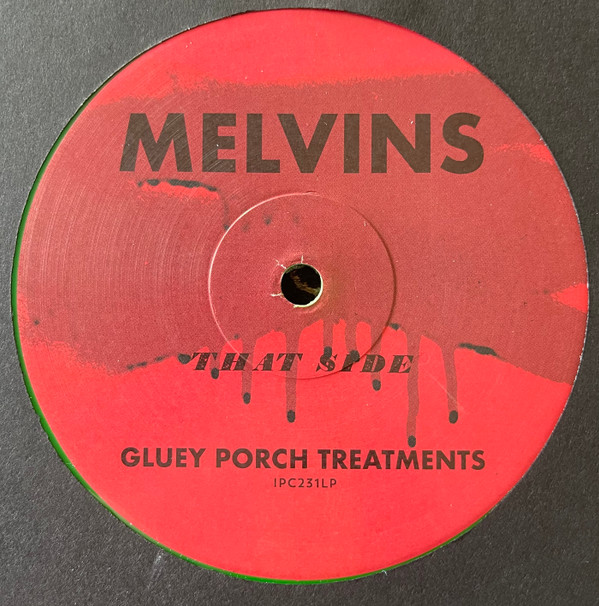 MELVINS
THAT SIDE
GLUEY PORCH TREATMENTS
IPC231LP